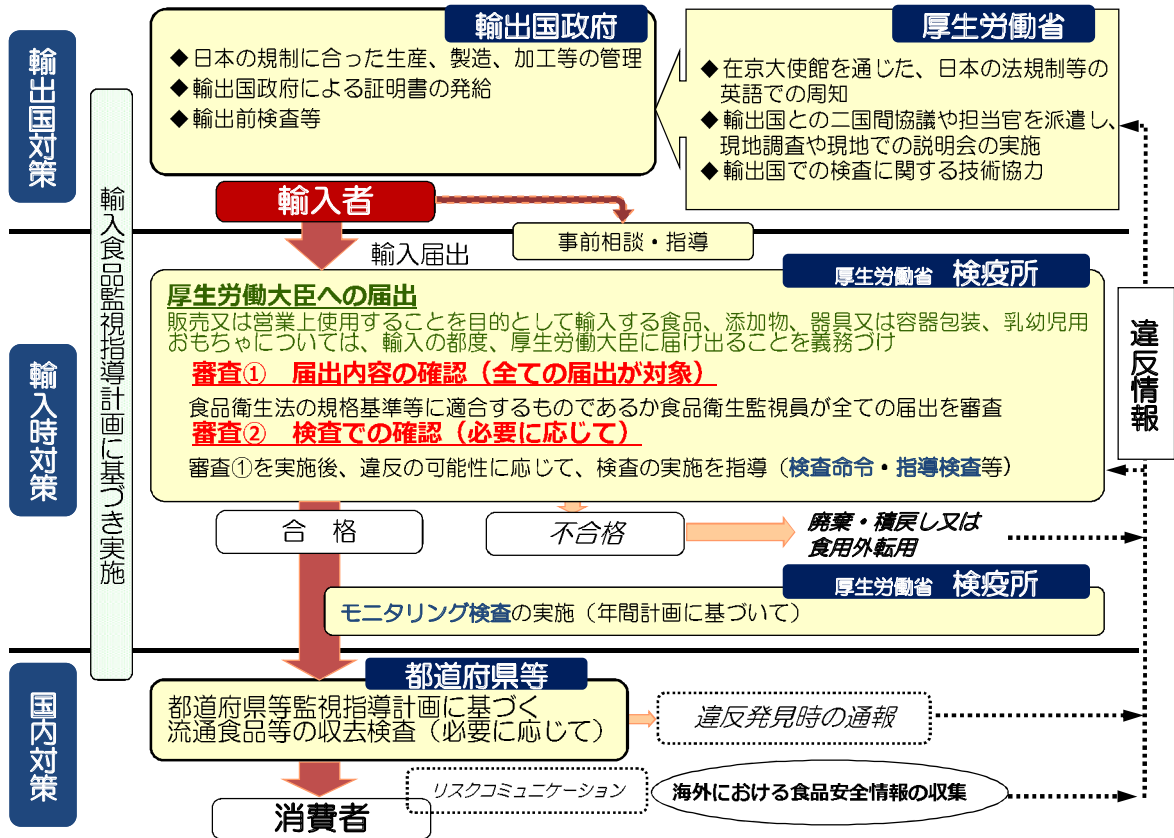 輸出国対策
輸出国政府
◆日本の規制に合った生産、製造、加工等の管理
◆輸出国政府による証明書の発給
◆輸出前検査等
厚生労働省
◆在京大使館を通じた、日本の法規制等の
英語での周知
◆輸出国との二国間協議や担当官を派遣し、
現地調査や現地での説明会の実施
◆輸出国での検査に関する技術協力
輸入食品監視指導計画に基づき実施
輸入者
事前相談・指導
輸入届出
輸入時対策
厚生労働省 検疫所
厚生労働大臣への届出
販売又は営業上使用することを目的として輸入する食品、添加物、器具又は容器包装、乳幼児用
おもちゃについては、輸入の都度、厚生労働大臣に届け出ることを義務づけ
審査① 届出内容の確認（全ての届出が対象）
食品衛生法の規格基準等に適合するものであるか食品衛生監視員が全ての届出を審査
審査② 検査での確認（必要に応じて）
審査①を実施後、違反の可能性に応じて、検査の実施を指導（検査命令・指導検査等）
違反情報
合 格
不合格
廃棄・積戻し又は
食用外転用
厚生労働省 検疫所
モニタリング検査の実施（年間計画に基づいて）
国内対策
都道府県等
都道府県等監視指導計画に基づく
流通食品等の収去検査（必要に応じて）
違反発見時の通報
リスクコミュニケーション
海外における食品安全情報の収集
消費者